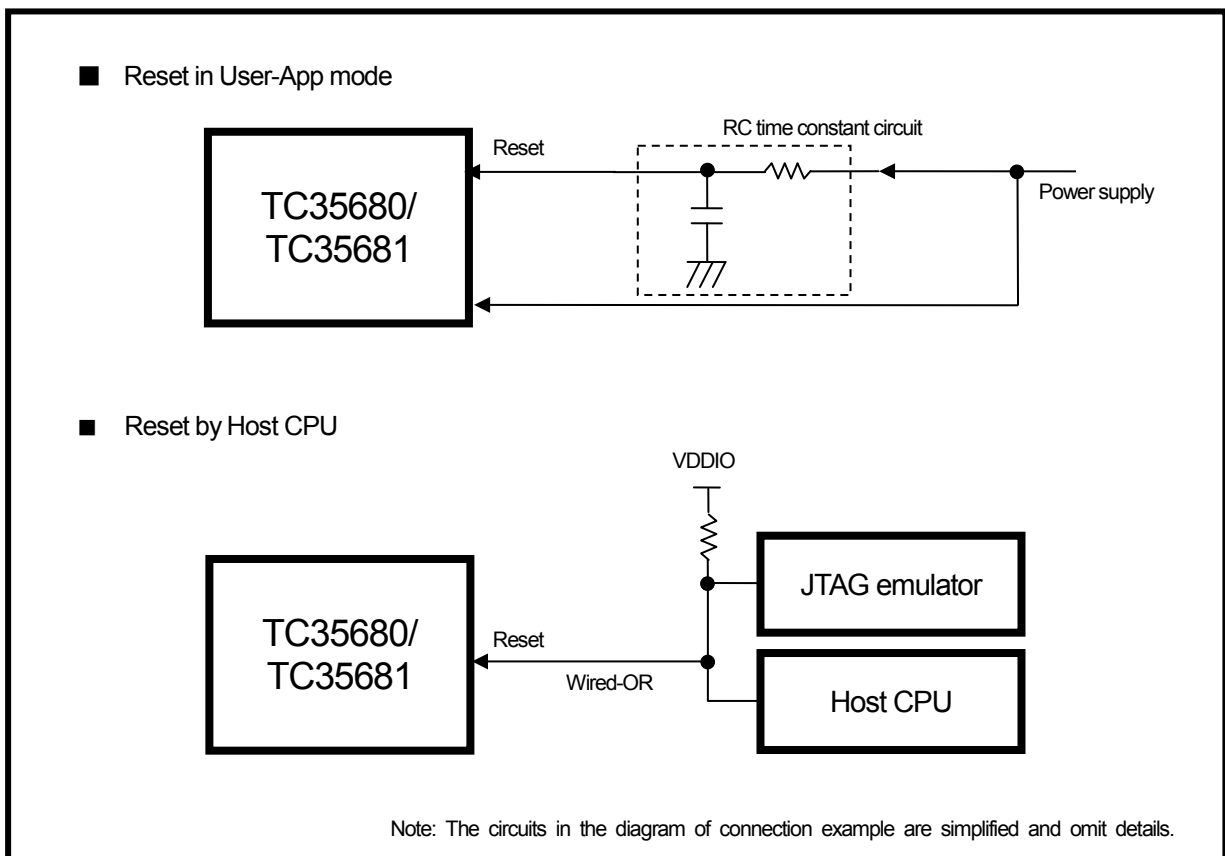 ■ Reset in User-App mode
RC time constant circuit
Reset
TC35680/
TC35681
Power supply
■ Reset by Host CPU
VDDIO
JTAG emulator
TC35680/
TC35681
Reset
Wired-OR
Host CPU
Note: The circuits in the diagram of connection example are simplified and omit details.